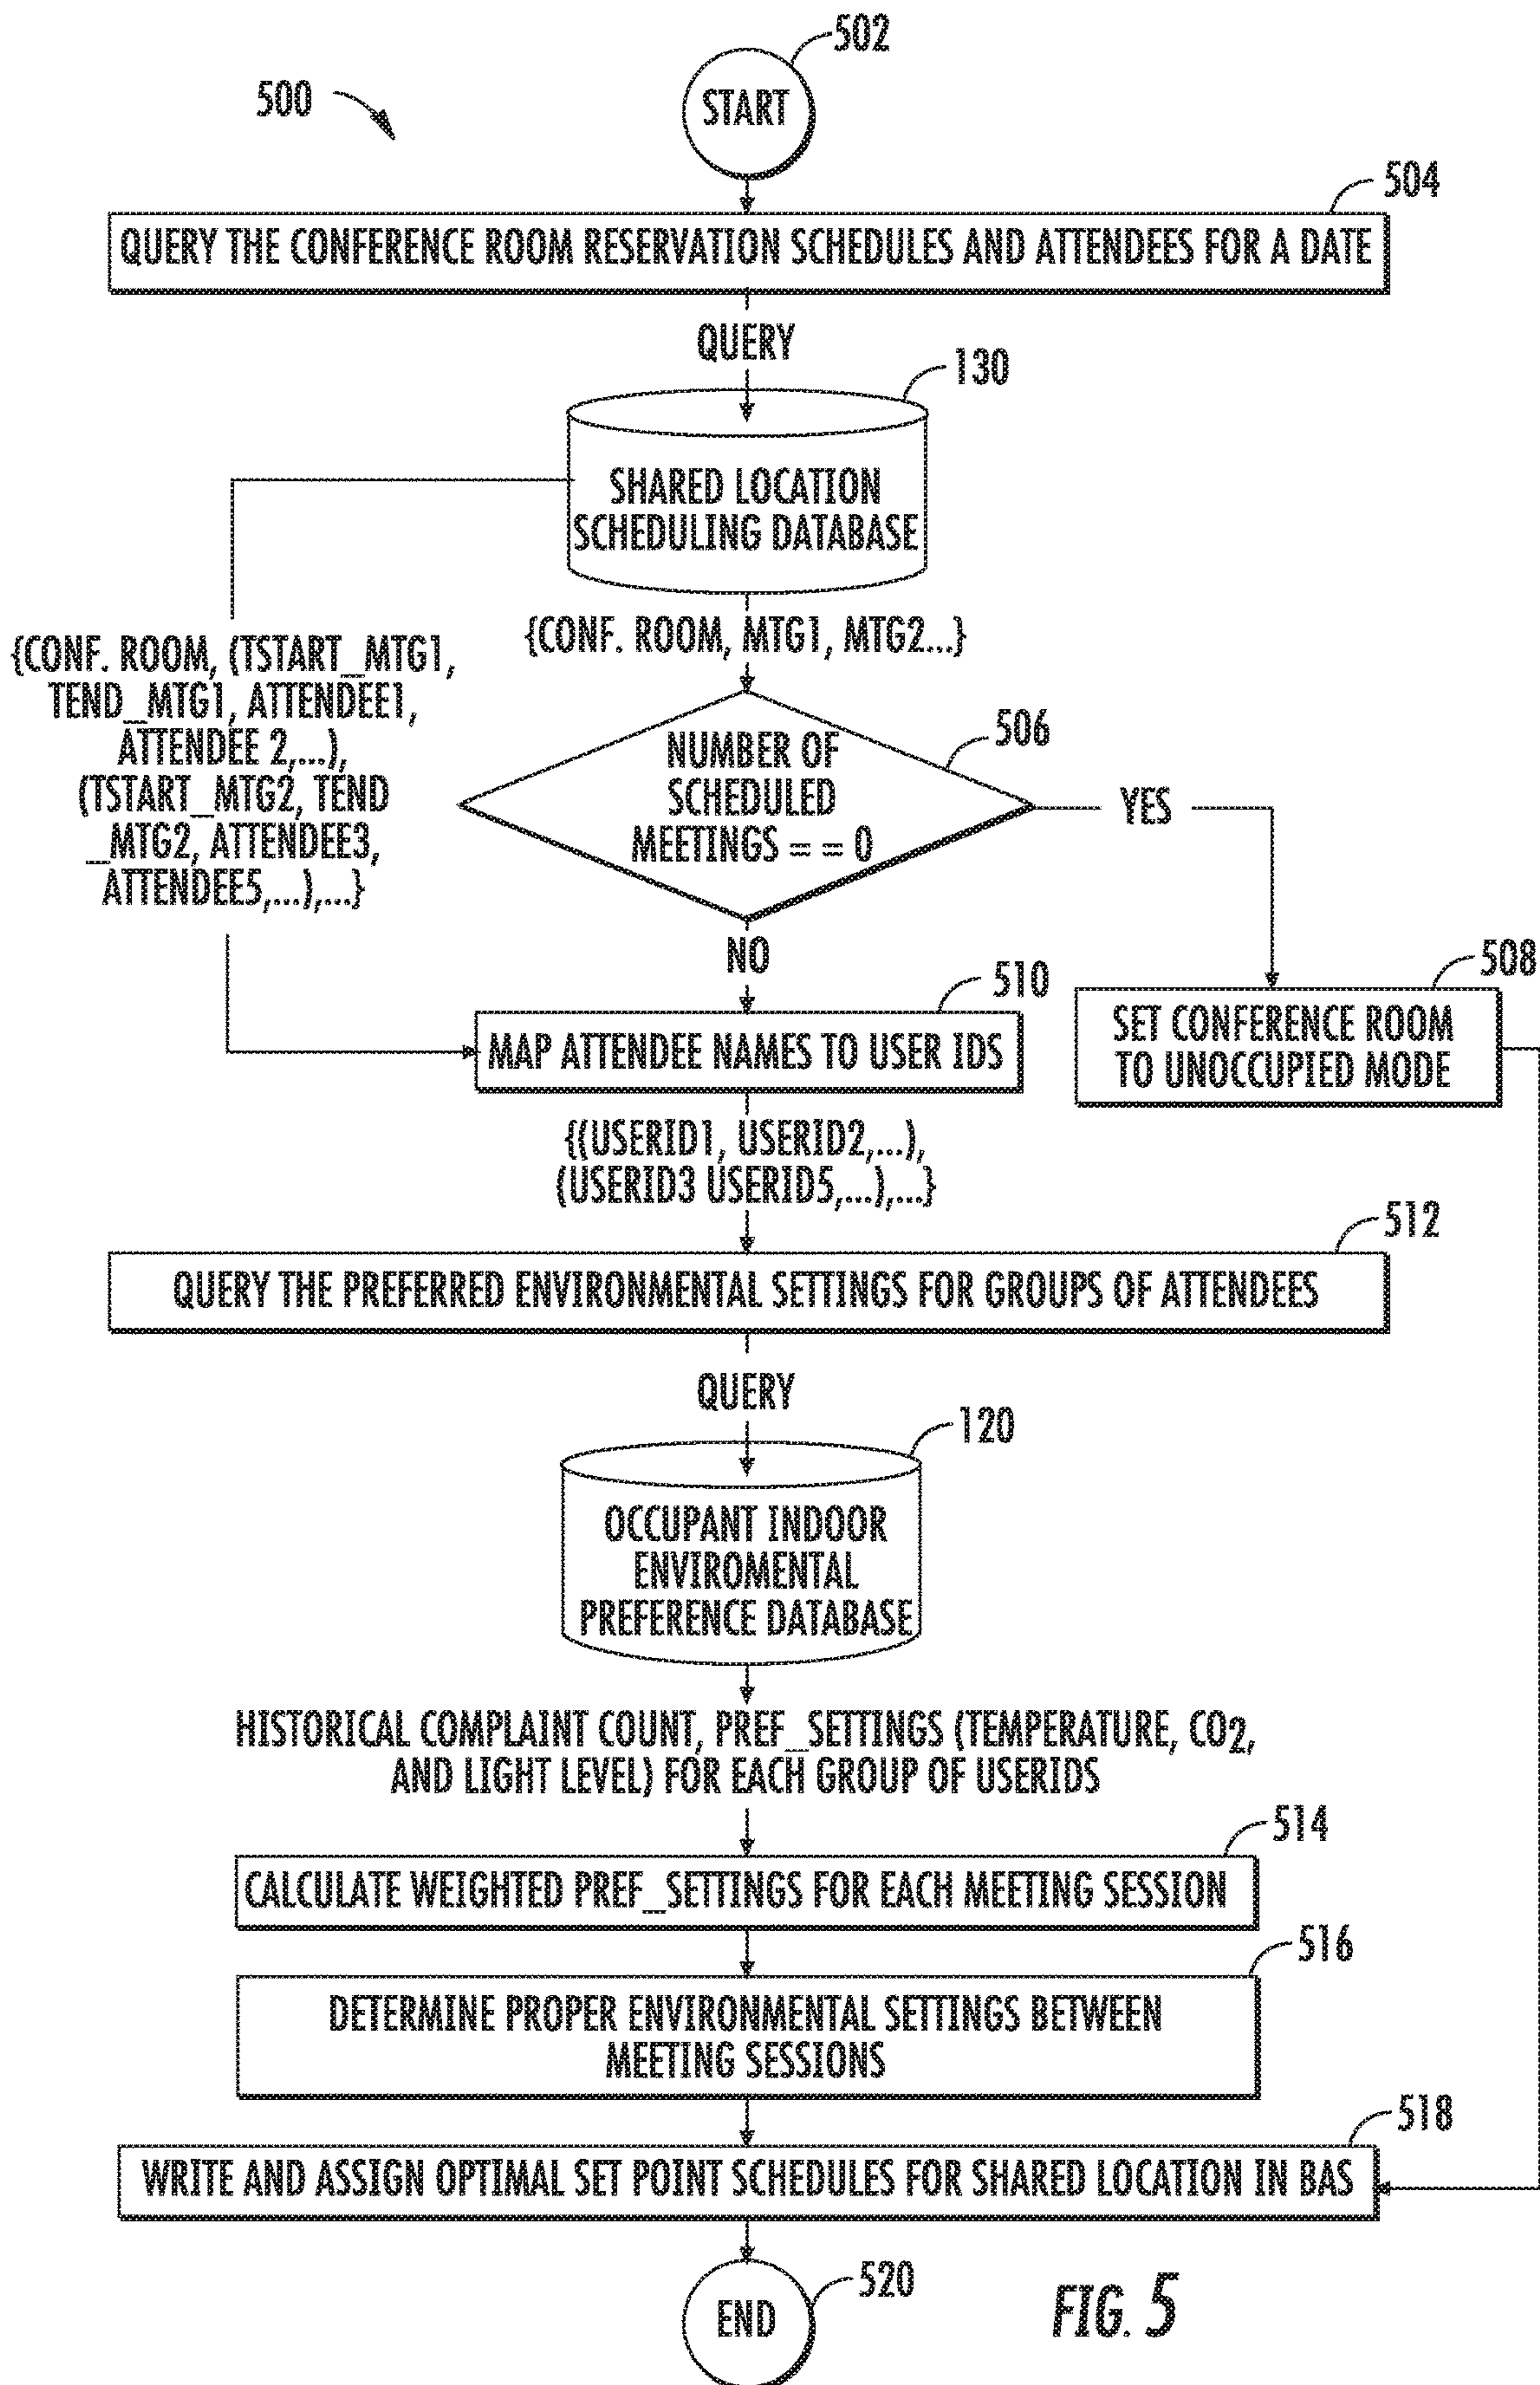 502
START
500
504
QUERY THE CONFERENCE ROOM RESERVATION SCHEDULES AND ATTENDEES FOR A DATE
QUERY
130
SHARED LOCATION
SCHEDULING DATABASE
{CONF. ROOM, (TSTART_MTG1,
TEND_MTG1, ATTENDEE1,
ATTENDEE 2,...),
(TSTART_MTG2, TEND
_MTG2, ATTENDEE3,
ATTENDEE5,...),...}
{CONF. ROOM, MTG1, MTG2...}
506
NUMBER OF
SCHEDULED
MEETINGS = = 0
YES
NO
508
SET CONFERENCE ROOM
TO UNOCCUPIED MODE
510
MAP ATTENDEE NAMES TO USER IDS
{(USERID1, USERID2,...),
(USERID3 USERID5,...),...}
512
QUERY THE PREFERRED ENVIRONMENTAL SETTINGS FOR GROUPS OF ATTENDEES
QUERY
120
OCCUPANT INDOOR
ENVIROMENTAL
PREFERENCE DATABASE
HISTORICAL COMPLAINT COUNT, PREF_SETTINGS (TEMPERATURE, CO2,
AND LIGHT LEVEL) FOR EACH GROUP OF USERIDS
514
CALCULATE WEIGHTED PREF_SETTINGS FOR EACH MEETING SESSION
516
DETERMINE PROPER ENVIRONMENTAL SETTINGS BETWEEN
MEETING SESSIONS
518
WRITE AND ASSIGN OPTIMAL SET POINT SCHEDULES FOR SHARED LOCATION IN BAS
520
END
FIG. 5